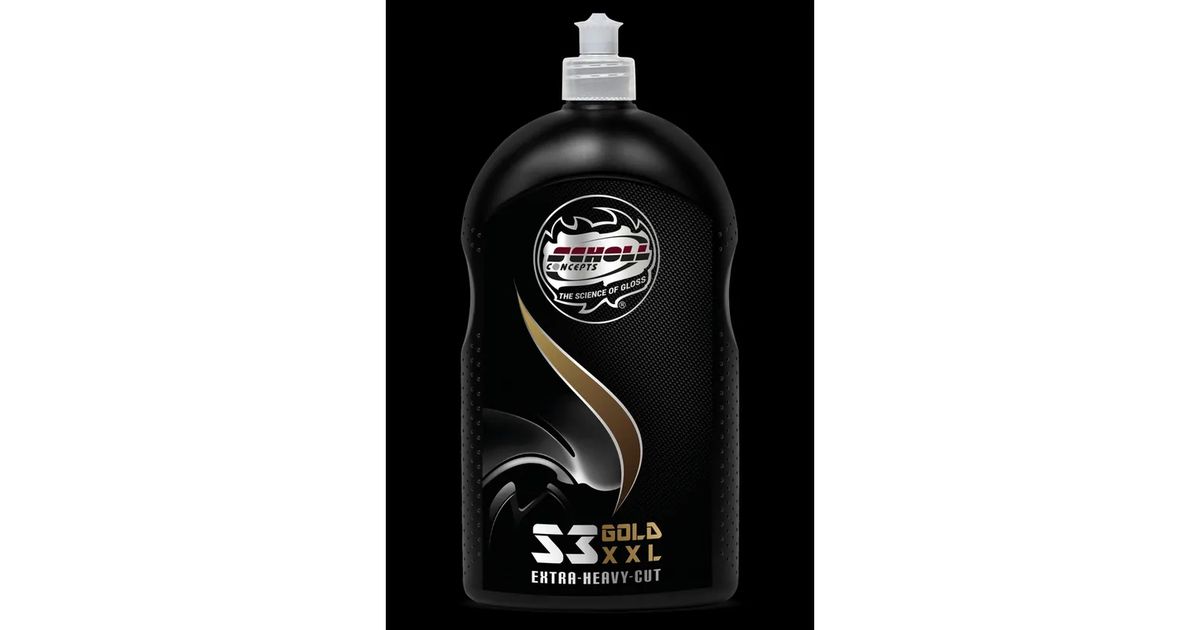 SCHOLL
CONCEPTS
THE SCIENCE OF GLOSS
®
S3 GOLD
XXL
EXTRA-HEAVY-CUT